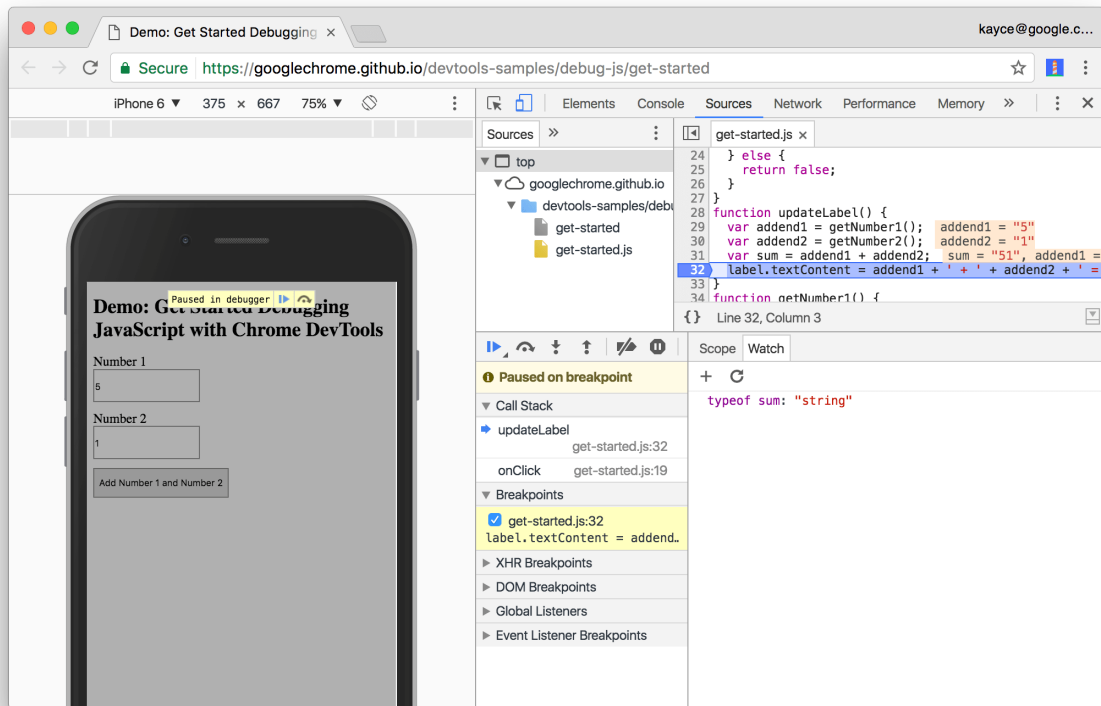 Demo: Get Started Debugging
kayce@google.c...
Secure https://googlechrome.github.io/devtools-samples/debug-js/get-started
iPhone 6 ▼ 375 × 667 75% ▼
Elements Console Sources Network Performance Memory »
Sources »
get-started.js ×
top
googlechrome.github.io
devtools-samples/debu
get-started
get-started.js
24 } else {
25 return false;
26 }
27 }
28 function updateLabel() {
29 var addend1 = getNumber1(); addend1 = "5"
30 var addend2 = getNumber2(); addend2 = "1"
31 var sum = addend1 + addend2; sum = "51", addend1 =
32 label.textContent = addend1 + ' + ' + addend2 + ' =
33 }
34 function getNumber1() {
{} Line 32, Column 3
Paused in debugger
Demo: Get Started Debugging
JavaScript with Chrome DevTools
Number 1
5
Number 2
1
Add Number 1 and Number 2
Paused on breakpoint
Call Stack
updateLabel
get-started.js:32
onClick get-started.js:19
Breakpoints
get-started.js:32
label.textContent = addend…
XHR Breakpoints
DOM Breakpoints
Global Listeners
Event Listener Breakpoints
Scope Watch
typeof sum: "string"